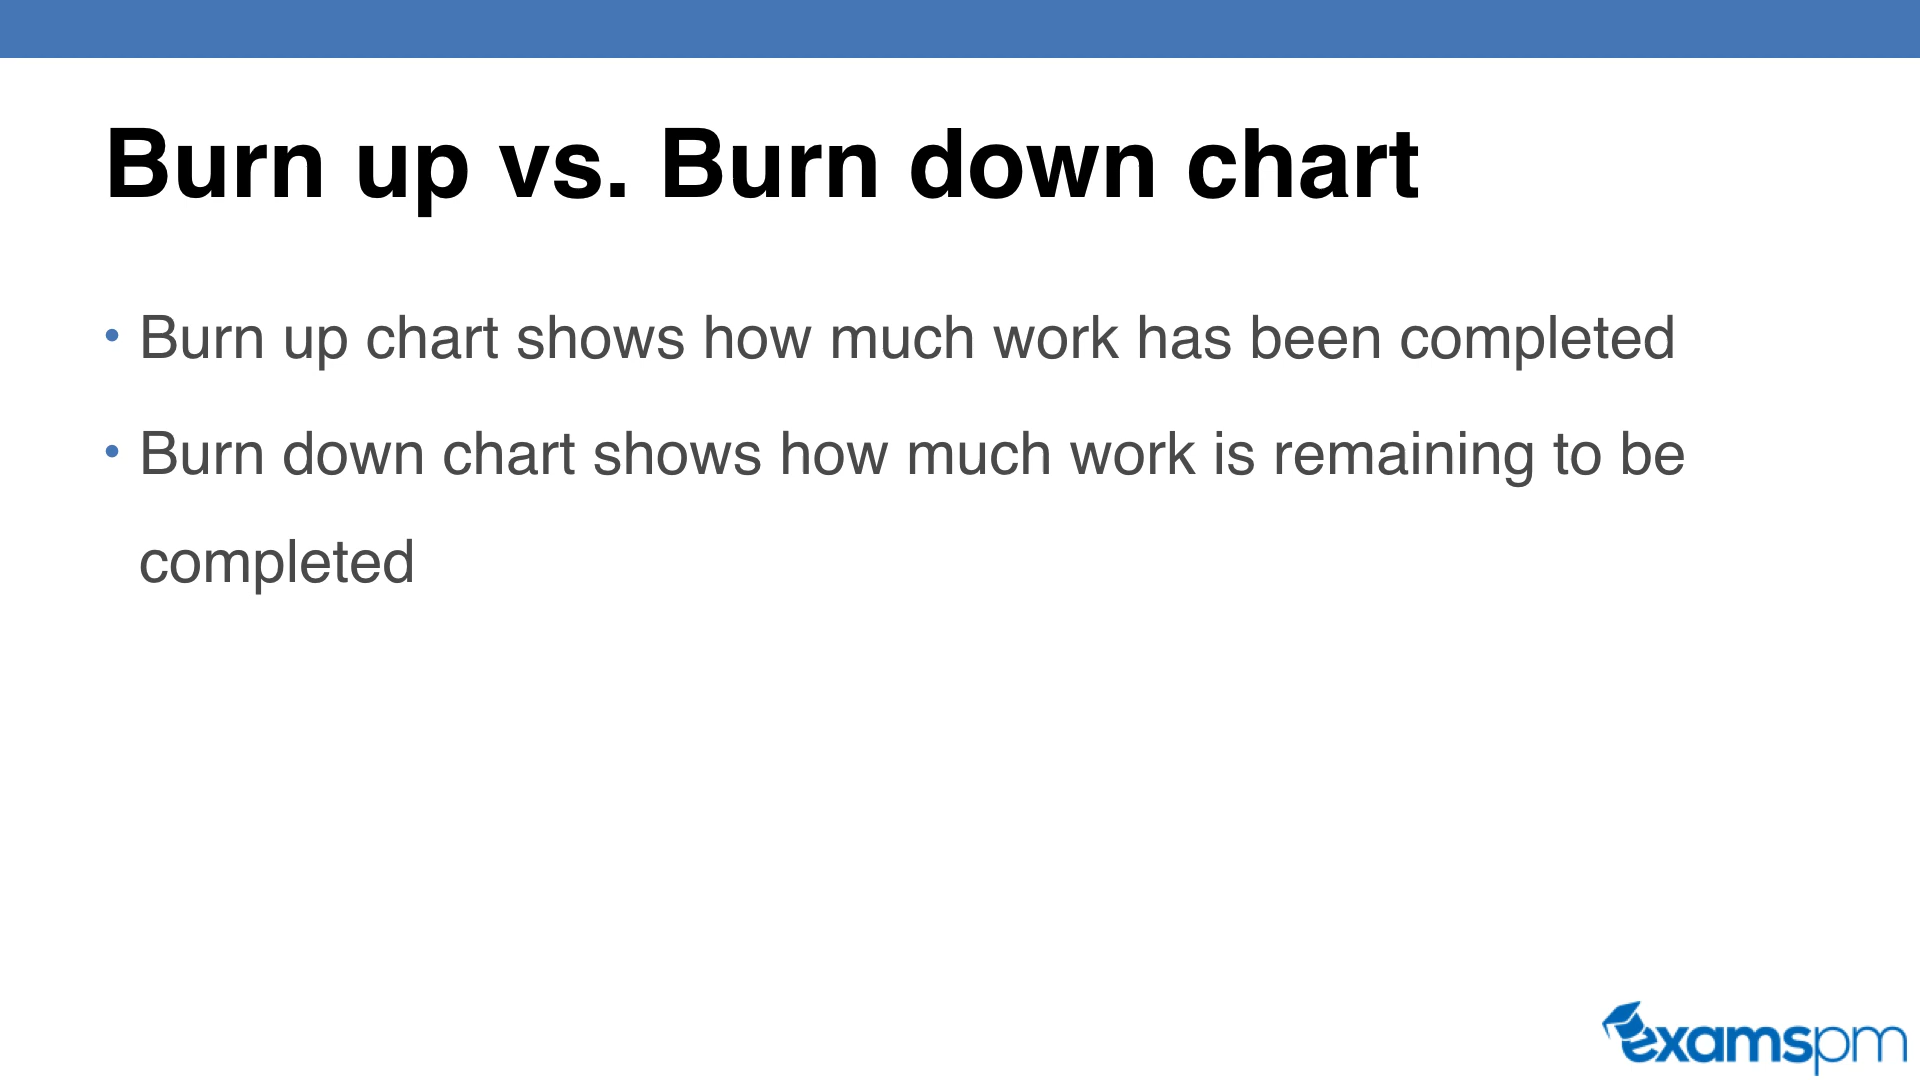 Burn up vs. Burn down chart
• Burn up chart shows how much work has been completed
• Burn down chart shows how much work is remaining to be
completed
examspm